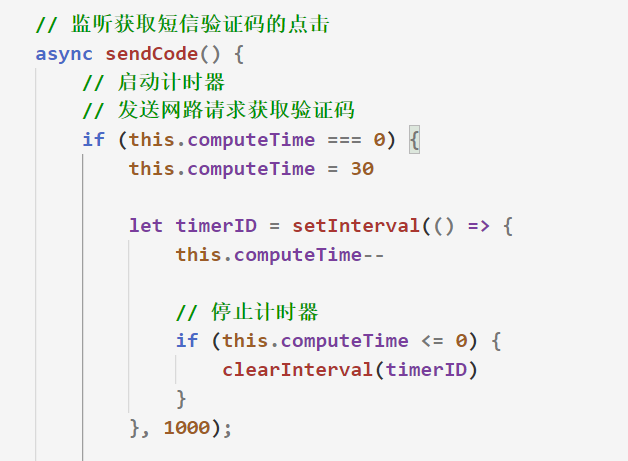 // 监听获取短信验证码的点击
async sendCode() {
// 启动计时器
// 发送网路请求获取验证码
if (this.computeTime === 0) {
this.computeTime = 30
let timerID = setInterval(() => {
this.computeTime--
// 停止计时器
if (this.computeTime <= 0) {
clearInterval(timerID)
}
}, 1000);